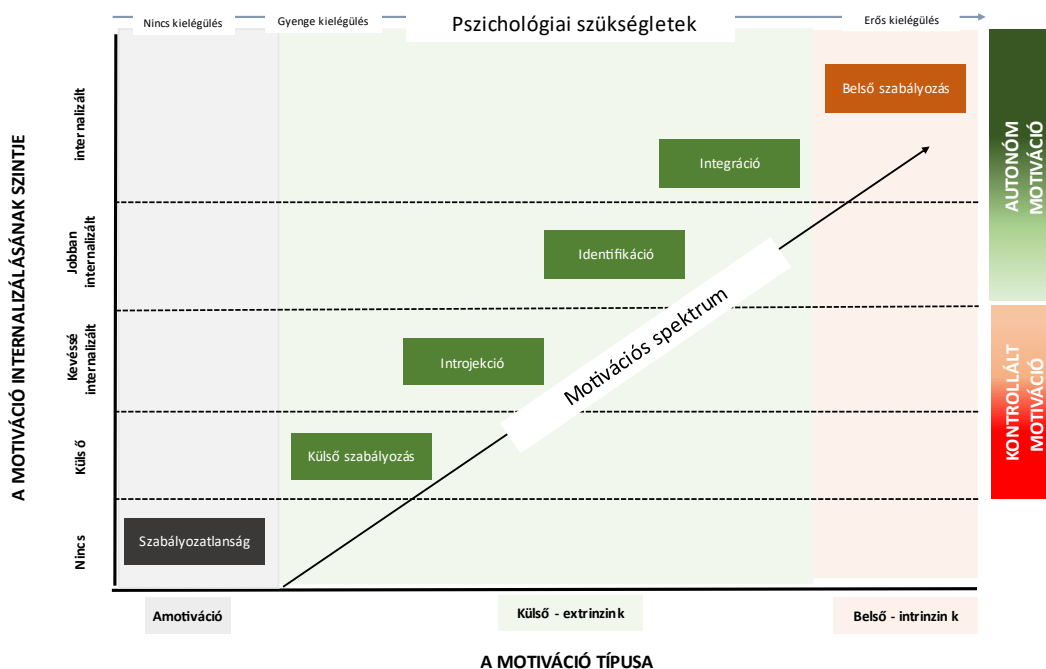 Nincs kielégülés
Gyenge kielégülés
Pszichológiai szükségletek
Erős kielégülés
A MOTIVÁCIÓ INTERNALIZÁLÁSÁNAK SZINTJE
internalizált
Jobban
internalizált
Kevéssé
internalizált
Külső
Nincs
Belső szabályozás
Integráció
Identifikáció
Introjekció
Külső szabályozás
Szabályozatlanság
Motivációs spektrum
AUTONÓM
MOTIVÁCIÓ
KONTROLLÁLT
MOTIVÁCIÓ
Amotiváció
Külső - extrinzink
Belső - intrinzink
A MOTIVÁCIÓ TÍPUSA